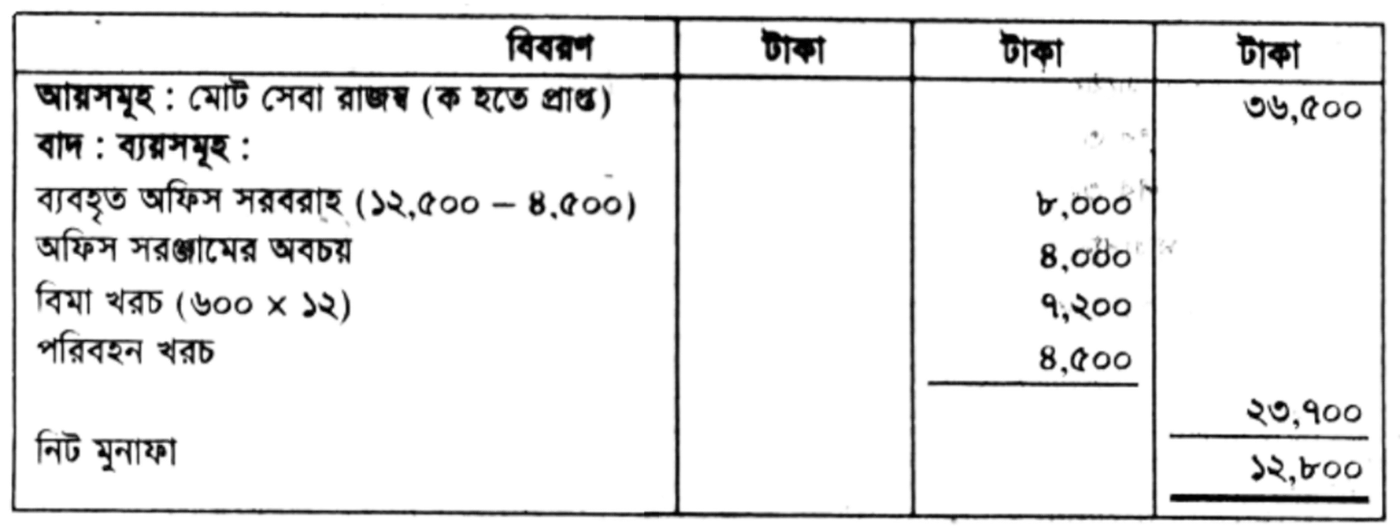 বিবরণ টাকা টাকা টাকা
আয়সমূহ : মোট সেবা রাজস্ব (ক হতে প্রাপ্ত) ৩৬,৫০০
বাদ : ব্যয়সমূহ :
ব্যবহৃত অফিস সরবরাহ (১২,৫০০ – ৪,৫০০) ৮,০০০
অফিস সরঞ্জামের অবচয় ৪,০০০
বিমা খরচ (৬০০ × ১২) ৭,২০০
পরিবহন খরচ ৪,৫০০
২৩,৭০০
নিট মুনাফা ১২,৮০০